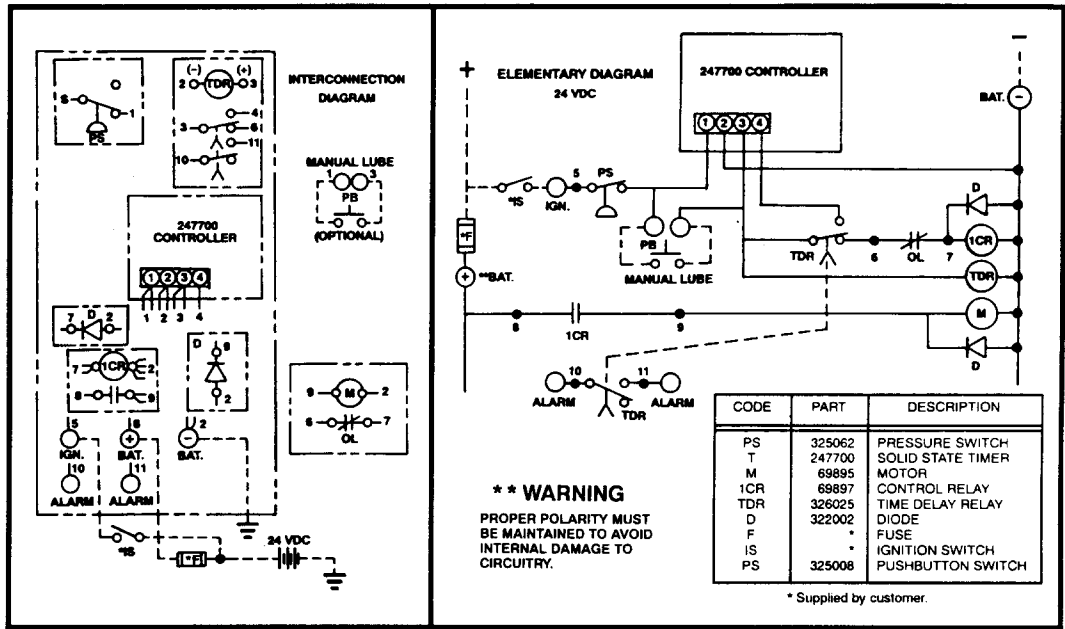 INTERCONNECTION
DIAGRAM
(-) (+)
2 TDR 3
4
3 6
11
10
S 1
PS
MANUAL LUBE
1 3
PB
(OPTIONAL)
247700
CONTROLLER
1 2 3 4
1 2 3 4
D
7 2
D
9
2
7 1CR 2
8 9
9 M 2
6 7
OL
5
IGN.
6
+
BAT.
2
-
BAT.
10
ALARM
11
ALARM
*IS
*F
24 VDC
+
ELEMENTARY DIAGRAM
24 VDC
247700 CONTROLLER
1 2 3 4
-
BAT. -
*IS
IGN.
5
PS
PB
MANUAL LUBE
*F
+ **BAT.
TDR
6
OL
7
D
1CR
TDR
8
1CR
9
M
D
10
ALARM
11
TDR
ALARM
** WARNING
PROPER POLARITY MUST
BE MAINTAINED TO AVOID
INTERNAL DAMAGE TO
CIRCUITRY.
CODE PART DESCRIPTION
PS 325062 PRESSURE SWITCH
T 247700 SOLID STATE TIMER
M 69895 MOTOR
1CR 69897 CONTROL RELAY
TDR 326025 TIME DELAY RELAY
D 322002 DIODE
F * FUSE
IS * IGNITION SWITCH
PS 325008 PUSHBUTTON SWITCH
* Supplied by customer.